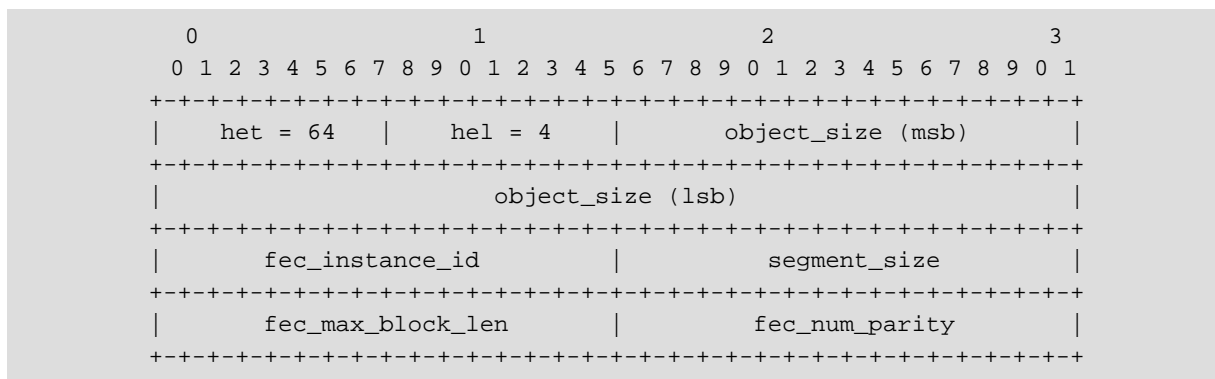 0                   1                   2                   3
0 1 2 3 4 5 6 7 8 9 0 1 2 3 4 5 6 7 8 9 0 1 2 3 4 5 6 7 8 9 0 1
+-+-+-+-+-+-+-+-+-+-+-+-+-+-+-+-+-+-+-+-+-+-+-+-+-+-+-+-+-+-+-+-+
|    het = 64   |    hel = 4    |       object_size (msb)       |
+-+-+-+-+-+-+-+-+-+-+-+-+-+-+-+-+-+-+-+-+-+-+-+-+-+-+-+-+-+-+-+-+
|                       object_size (lsb)                       |
+-+-+-+-+-+-+-+-+-+-+-+-+-+-+-+-+-+-+-+-+-+-+-+-+-+-+-+-+-+-+-+-+
|       fec_instance_id         |          segment_size         |
+-+-+-+-+-+-+-+-+-+-+-+-+-+-+-+-+-+-+-+-+-+-+-+-+-+-+-+-+-+-+-+-+
|       fec_max_block_len       |         fec_num_parity        |
+-+-+-+-+-+-+-+-+-+-+-+-+-+-+-+-+-+-+-+-+-+-+-+-+-+-+-+-+-+-+-+-+